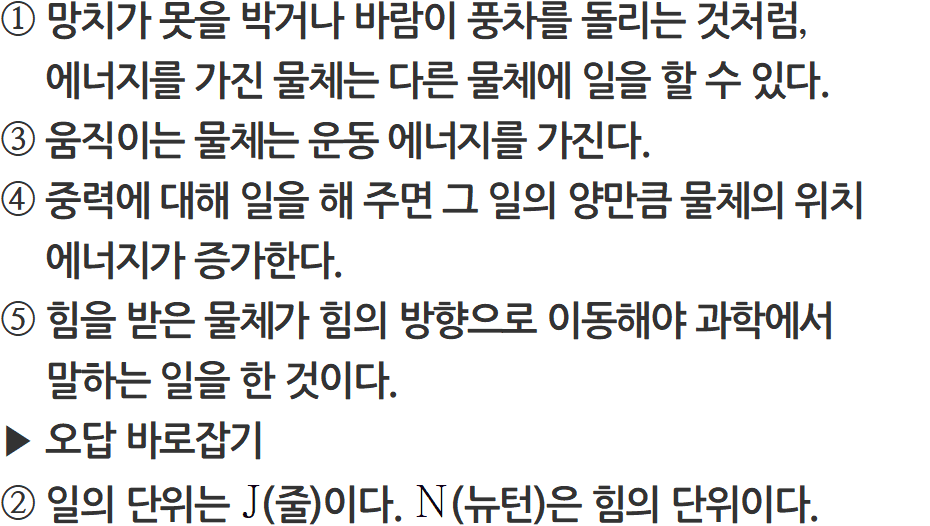 ① 망치가 못을 박거나 바람이 풍차를 돌리는 것처럼,
에너지를 가진 물체는 다른 물체에 일을 할 수 있다.
③ 움직이는 물체는 운동 에너지를 가진다.
④ 중력에 대해 일을 해 주면 그 일의 양만큼 물체의 위치
에너지가 증가한다.
⑤ 힘을 받은 물체가 힘의 방향으로 이동해야 과학에서
말하는 일을 한 것이다.
▶ 오답 바로잡기
② 일의 단위는 J(줄)이다. N(뉴턴)은 힘의 단위이다.